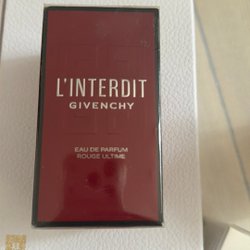 L'INTERDIT
GIVENCHY
EAU DE PARFUM
ROUGE ULTIME